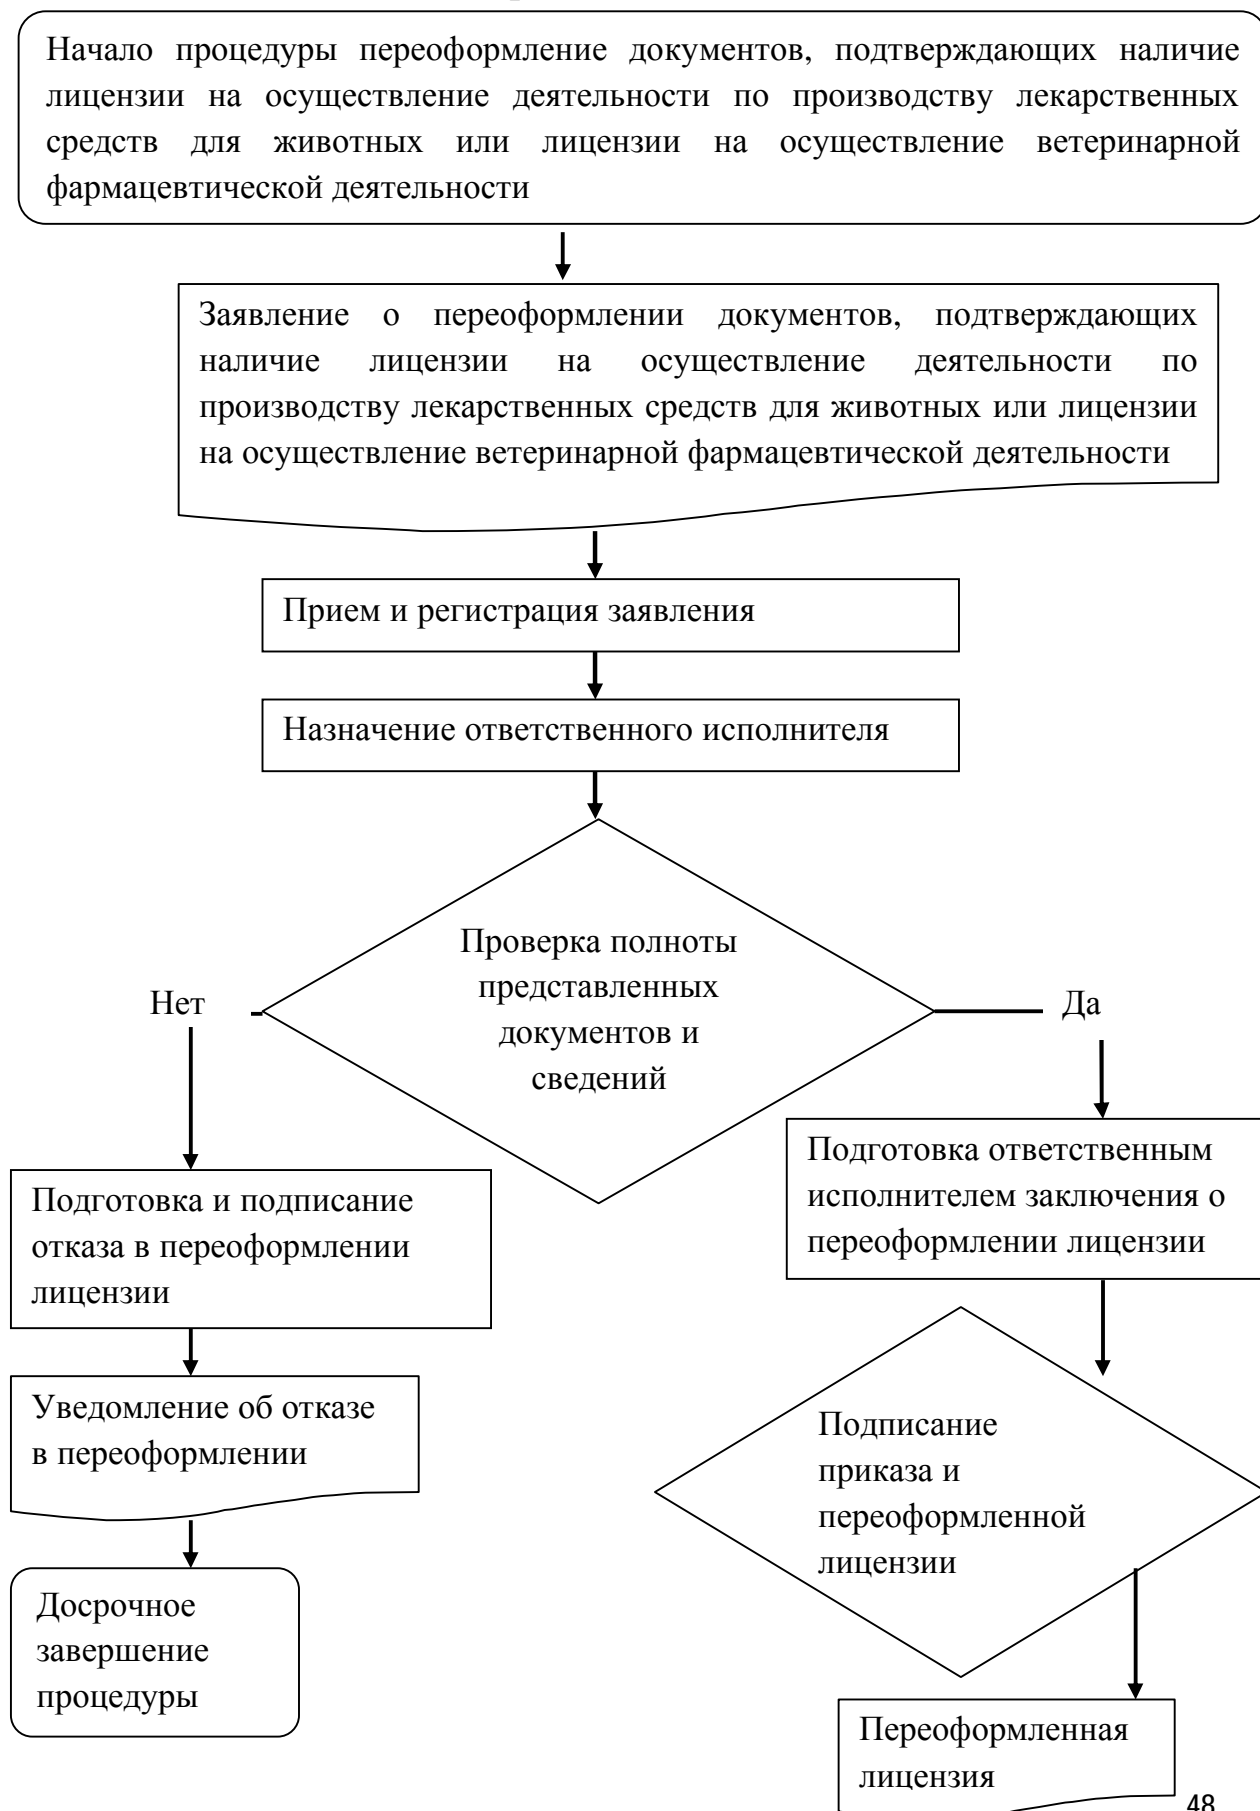 Начало процедуры переоформление документов, подтверждающих наличие
лицензии на осуществление деятельности по производству лекарственных
средств для животных или лицензии на осуществление ветеринарной
фармацевтической деятельности
Заявление о переоформлении документов, подтверждающих
наличие лицензии на осуществление деятельности по
производству лекарственных средств для животных или лицензии
на осуществление ветеринарной фармацевтической деятельности
Прием и регистрация заявления
Назначение ответственного исполнителя
Проверка полноты
представленных
документов и
сведений
Нет
Да
Подготовка и подписание
отказа в переоформлении
лицензии
Подготовка ответственным
исполнителем заключения о
переоформлении лицензии
Уведомление об отказе
в переоформлении
Подписание
приказа и
переоформленной
лицензии
Досрочное
завершение
процедуры
Переоформленная
лицензия
48